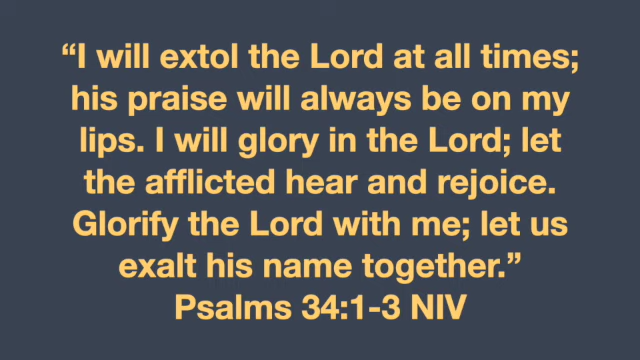 “I will extol the Lord at all times;
his praise will always be on my
lips. I will glory in the Lord; let
the afflicted hear and rejoice.
Glorify the Lord with me; let us
exalt his name together.”
Psalms 34:1-3 NIV